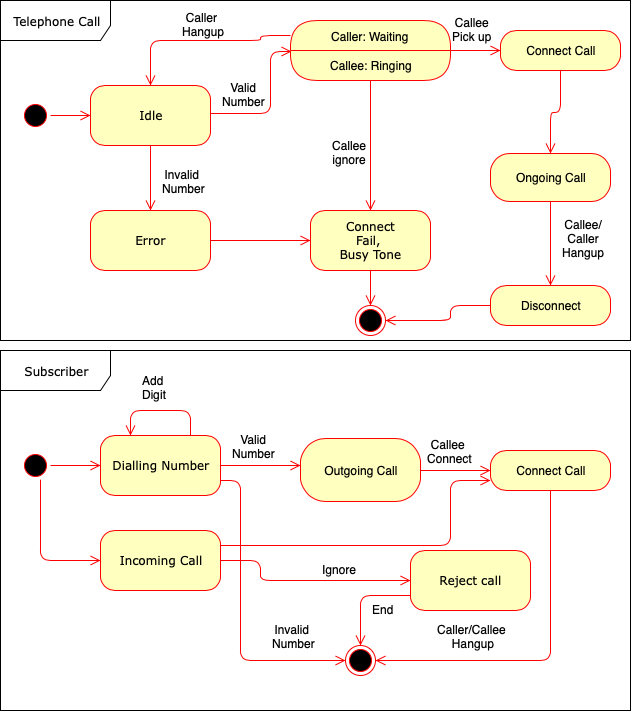 Telephone Call
Caller
Hangup
Caller: Waiting
Callee: Ringing
Callee
Pick up
Connect Call
Valid
Number
Idle
Callee
ignore
Invalid
Number
Ongoing Call
Error
Connect
Fail,
Busy Tone
Callee/
Caller
Hangup
Disconnect
Subscriber
Add
Digit
Dialling Number
Valid
Number
Outgoing Call
Callee
Connect
Connect Call
Incoming Call
Ignore
Reject call
End
Invalid
Number
Caller/Callee
Hangup